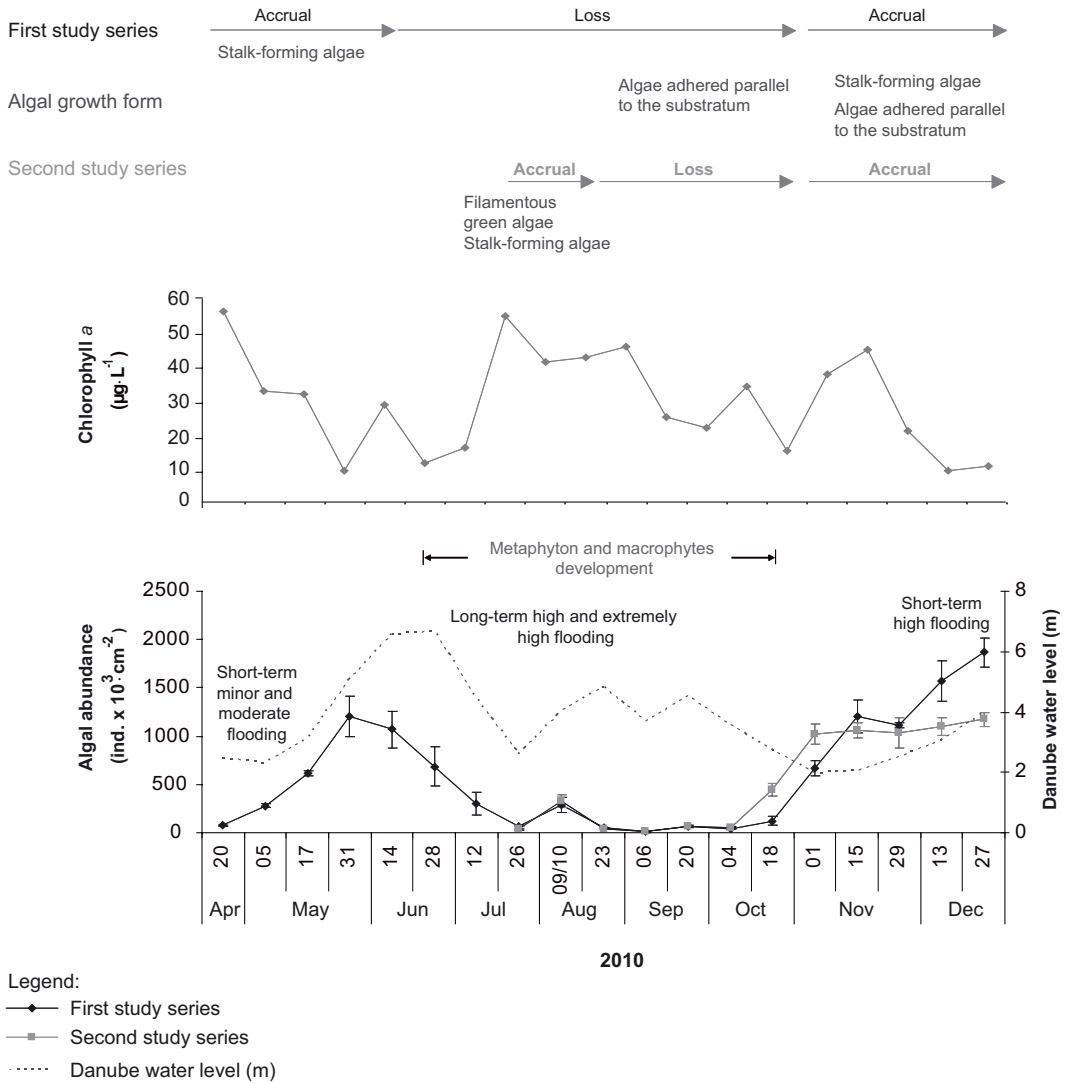 Accrual Loss Accrual
First study series
Stalk-forming algae
Algal growth form
Algae adhered parallel
to the substratum
Stalk-forming algae
Algae adhered parallel
to the substratum
Second study series
Accrual Loss Accrual
Filamentous
green algae
Stalk-forming algae
Chlorophyll a
(µg·L⁻¹)
60
50
40
30
20
10
0
Metaphyton and macrophytes
development
Algal abundance
(ind. x 10³·cm⁻²)
2500
2000
1500
1000
500
0
Short-term
minor and
moderate
flooding
Long-term high and extremely
high flooding
Short-term
high flooding
8
6
4
2
0
Danube water level (m)
20 05 17 31 14 28 12 26 09/10 23 06 20 04 18 01 15 29 13 27
Apr May Jun Jul Aug Sep Oct Nov Dec
2010
Legend:
First study series
Second study series
Danube water level (m)